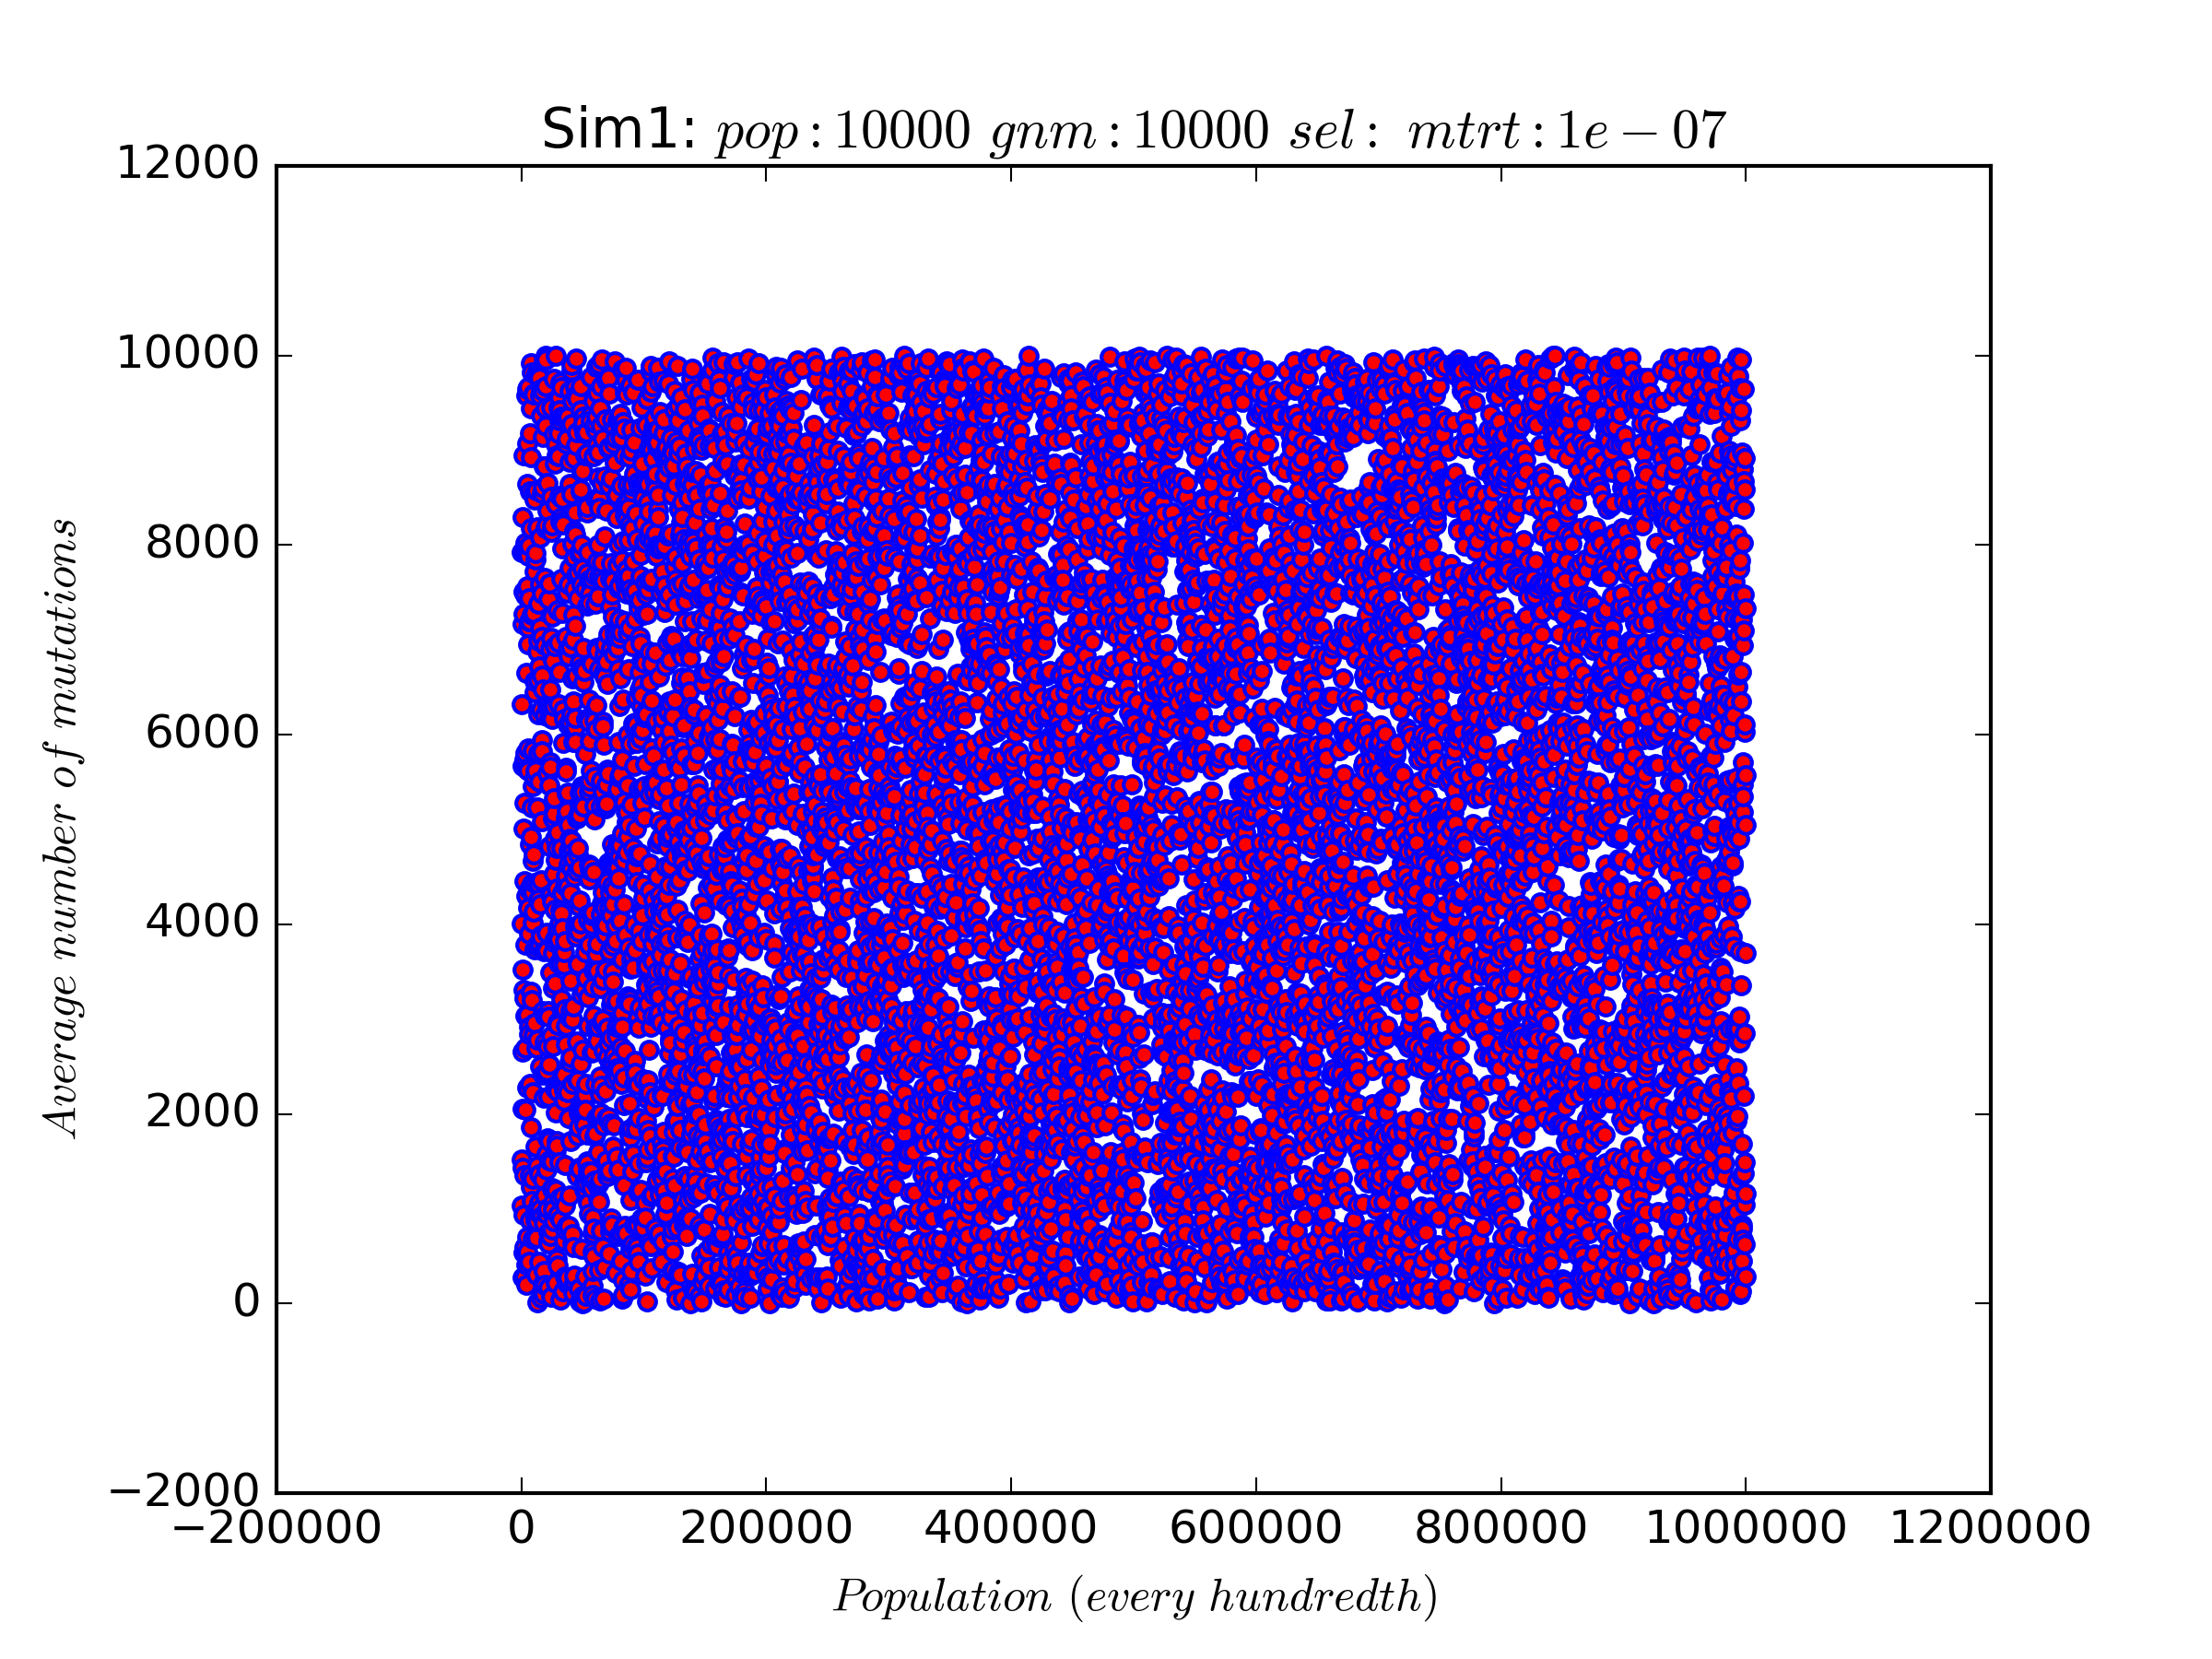 Sim1: pop : 10000 gnm : 10000 sel : mtrt : 1e − 07
12000
10000
8000
6000
4000
2000
0
−2000
Average number of mutations
−200000 0 200000 400000 600000 800000 1000000 1200000
Population (every hundredth)